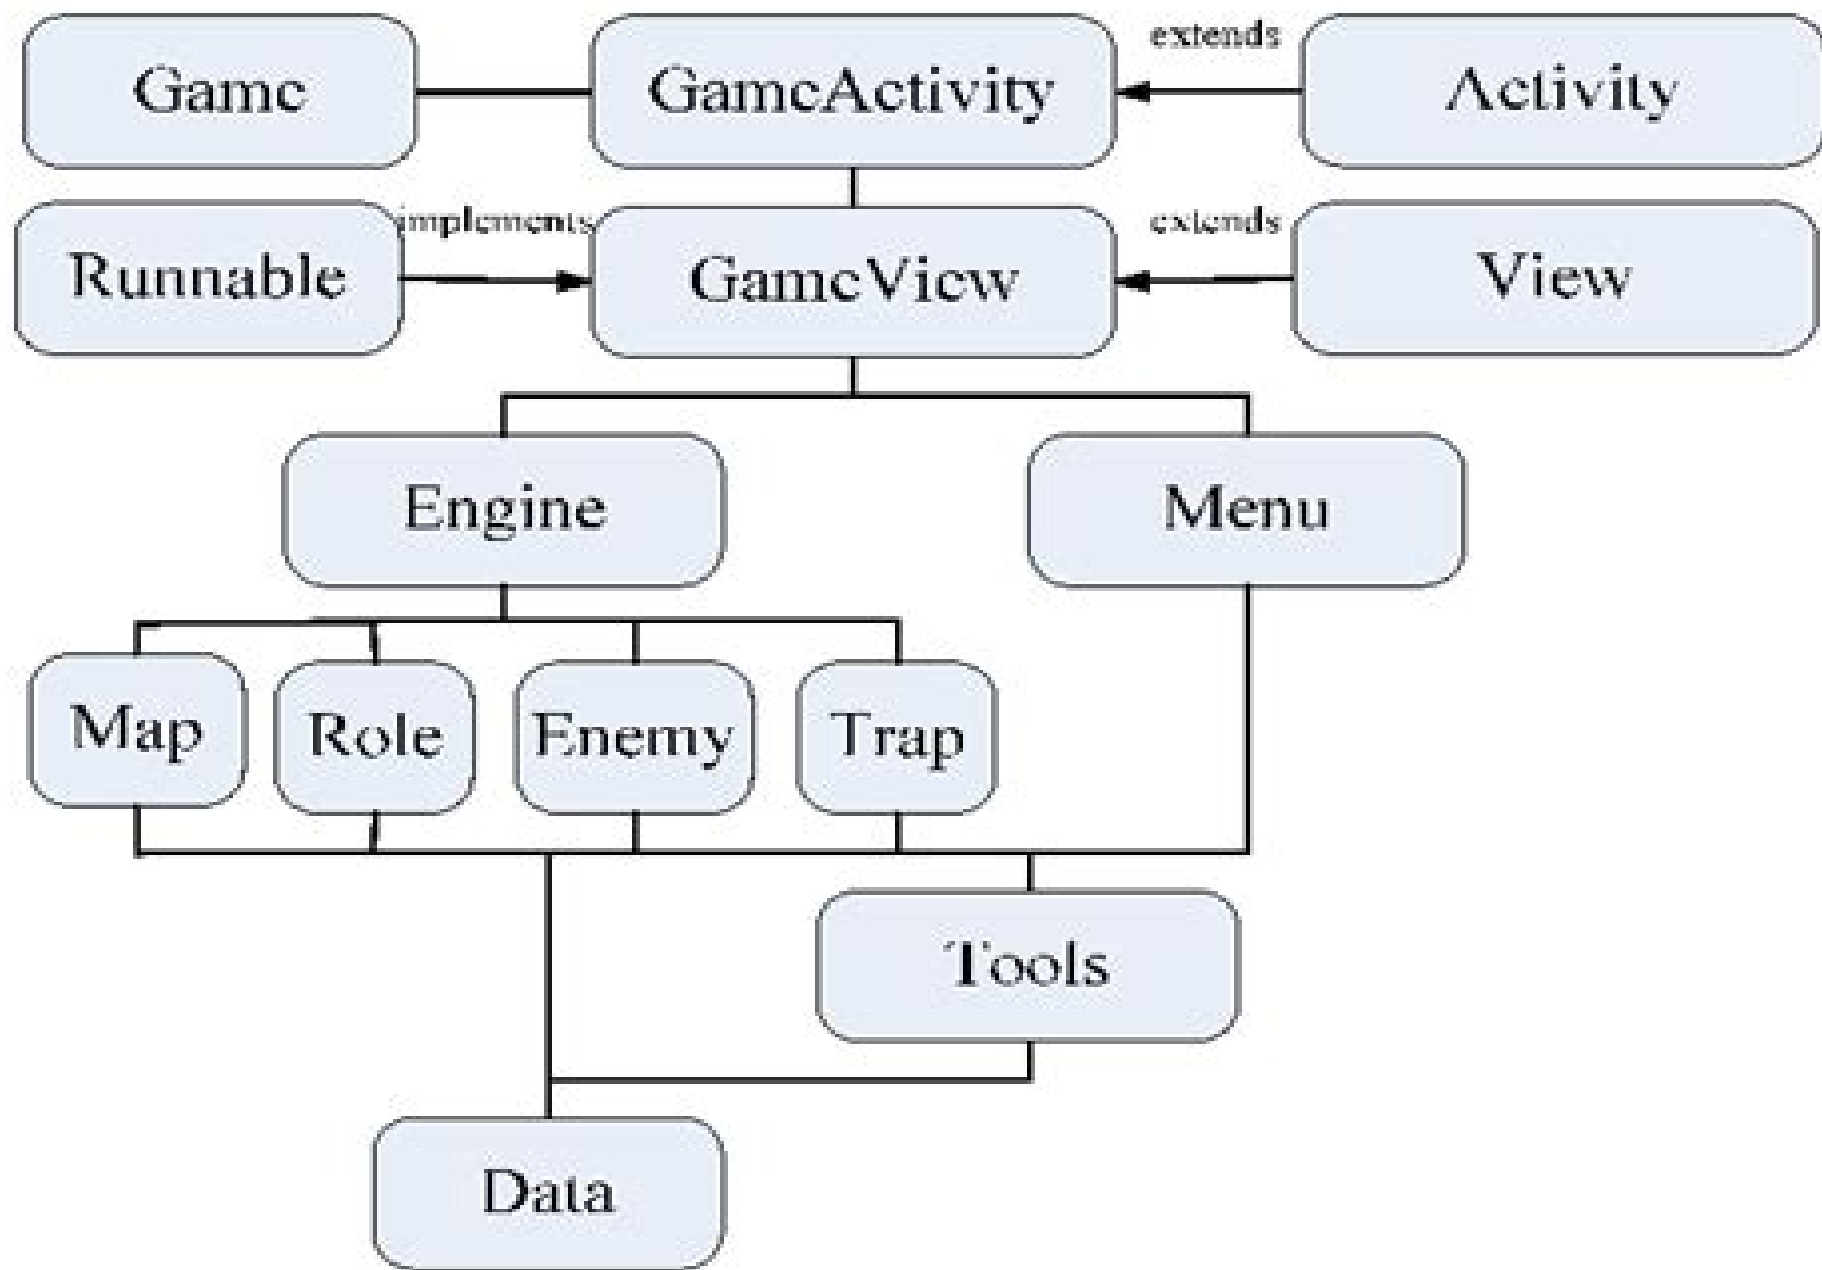 Game
GameActivity
extends
Activity
Runnable
implements
GameView
extends
View
Engine
Menu
Map
Role
Enemy
Trap
Tools
Data